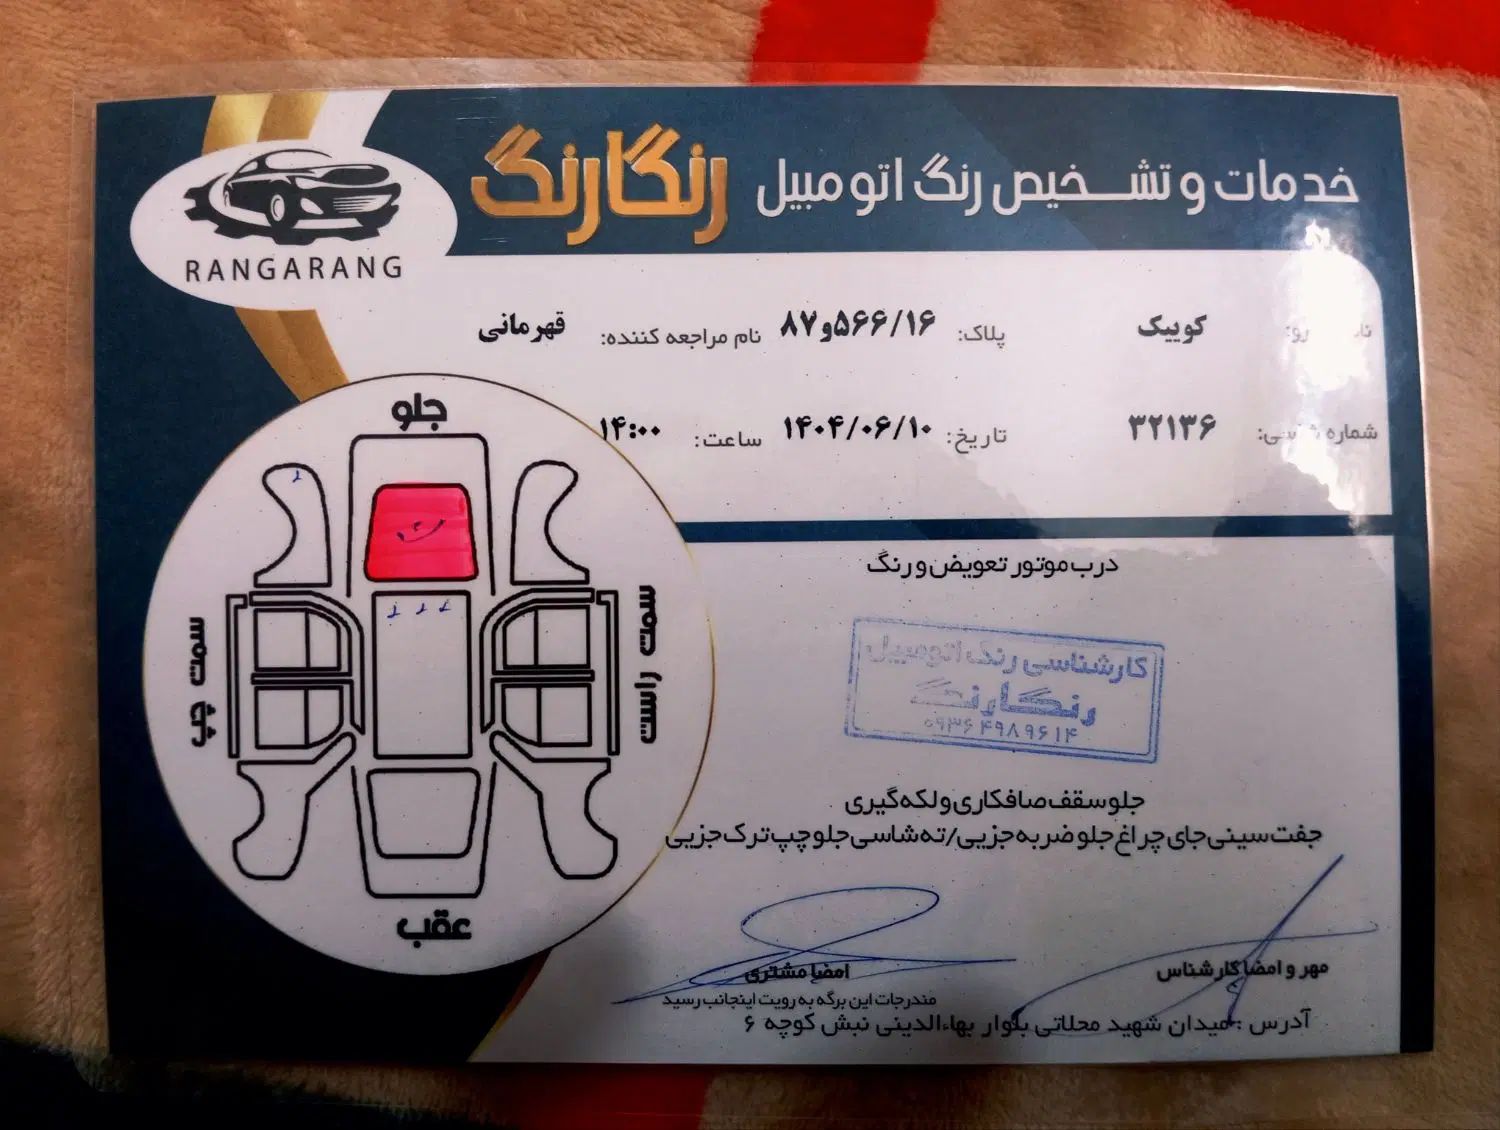 خدمات و تشخیص رنگ اتومبیل رنگارنگ
RANGARANG
کوییک پلاک: ۸۷و۵۶۶/۱۶ نام مراجعه کننده: قهرمانی
شماره شاسی: ۳۲۱۳۶ تاریخ: ۱۴۰۴/۰۶/۱۰ ساعت: ۱۴:۰۰
جلو
ت
سمت راست
سمت چپ
عقب
درب موتور تعویض و رنگ
کارشناسی رنگ اتومبیل
رنگارنگ
۰۹۳۶۴۹۸۹۶۱۴
جلو سقف صافکاری و لکه گیری
جفت سینی جای چراغ جلو ضربه جزیی/ته شاسی جلو چپ ترک جزیی
مهر و امضا کارشناس
امضا مشتری
مندرجات این برگه به رویت اینجانب رسید
آدرس : میدان شهید محلاتی بلوار بهاءالدینی نبش کوچه ۶